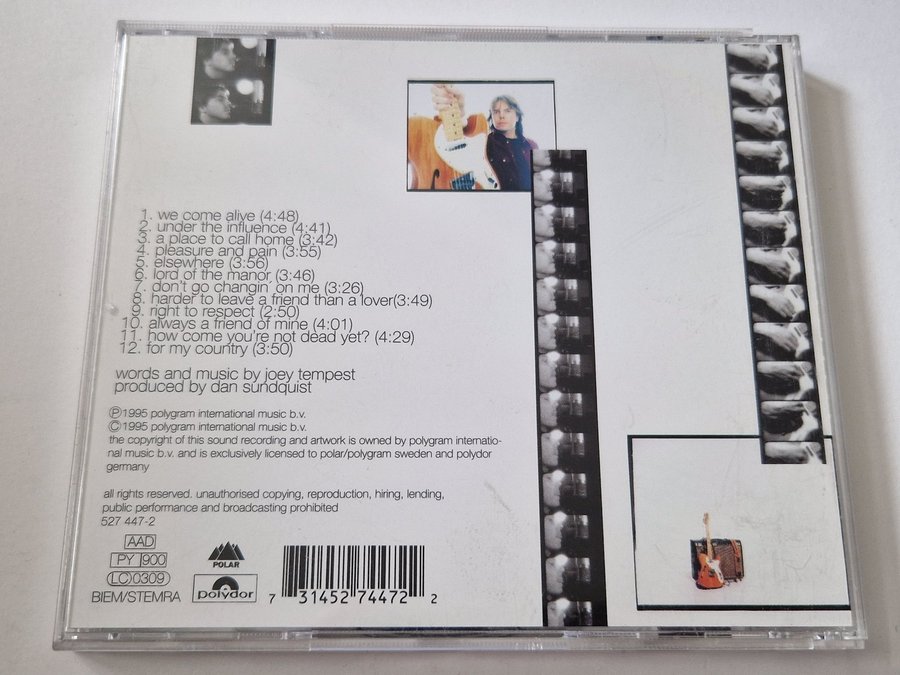 1. we come alive (4:48)
2. under the influence (4:41)
3. a place to call home (3:42)
4. pleasure and pain (3:55)
5. elsewhere (3:56)
6. lord of the manor (3:46)
7. don't go changin' on me (3:26)
8. harder to leave a friend than a lover(3:49)
9. right to respect (2:50)
10. always a friend of mine (4:01)
11. how come you're not dead yet? (4:29)
12. for my country (3:50)
words and music by joey tempest
produced by dan sundquist
Ⓟ1995 polygram international music b.v.
©1995 polygram international music b.v.
the copyright of this sound recording and artwork is owned by polygram internatio-
nal music b.v. and is exclusively licensed to polar/polygram sweden and polydor
germany
all rights reserved. unauthorised copying, reproduction, hiring, lending,
public performance and broadcasting prohibited
527 447-2
AAD
PY 900
LC 0309
BIEM/STEMRA
POLAR
polydor
7 31452 74472 2